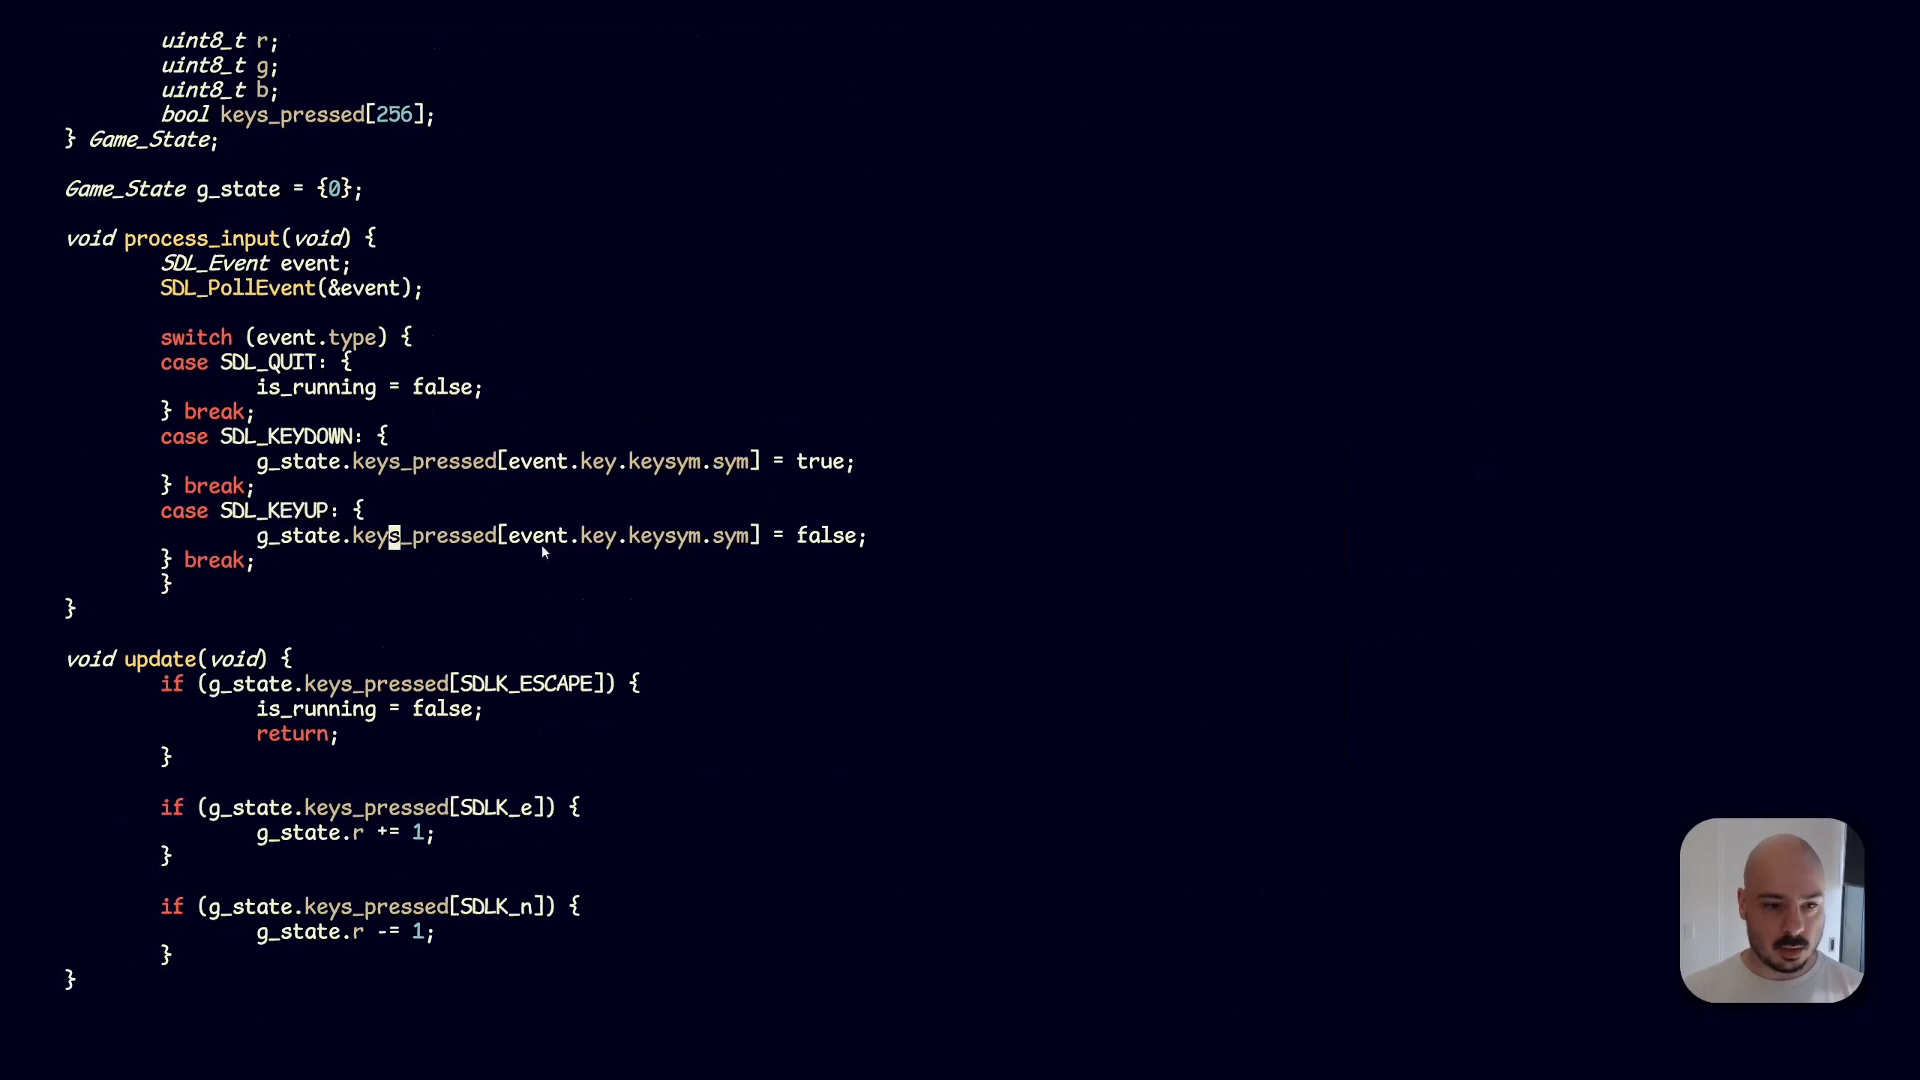 uint8_t r;
uint8_t g;
uint8_t b;
bool keys_pressed[256];
} Game_State;
Game_State g_state = {0};
void process_input(void) {
SDL_Event event;
SDL_PollEvent(&event);
switch (event.type) {
case SDL_QUIT: {
is_running = false;
} break;
case SDL_KEYDOWN: {
g_state.keys_pressed[event.key.keysym.sym] = true;
} break;
case SDL_KEYUP: {
g_state.keys_pressed[event.key.keysym.sym] = false;
} break;
}
}
void update(void) {
if (g_state.keys_pressed[SDLK_ESCAPE]) {
is_running = false;
return;
}
if (g_state.keys_pressed[SDLK_e]) {
g_state.r += 1;
}
if (g_state.keys_pressed[SDLK_n]) {
g_state.r -= 1;
}
}